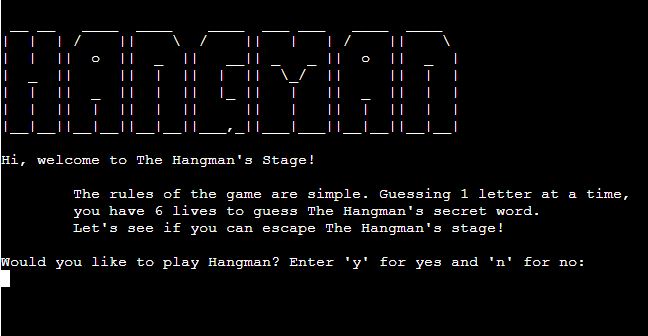 HANGMAN
Hi, welcome to The Hangman's Stage!
The rules of the game are simple. Guessing 1 letter at a time,
you have 6 lives to guess The Hangman's secret word.
Let's see if you can escape The Hangman's stage!
Would you like to play Hangman? Enter 'y' for yes and 'n' for no: